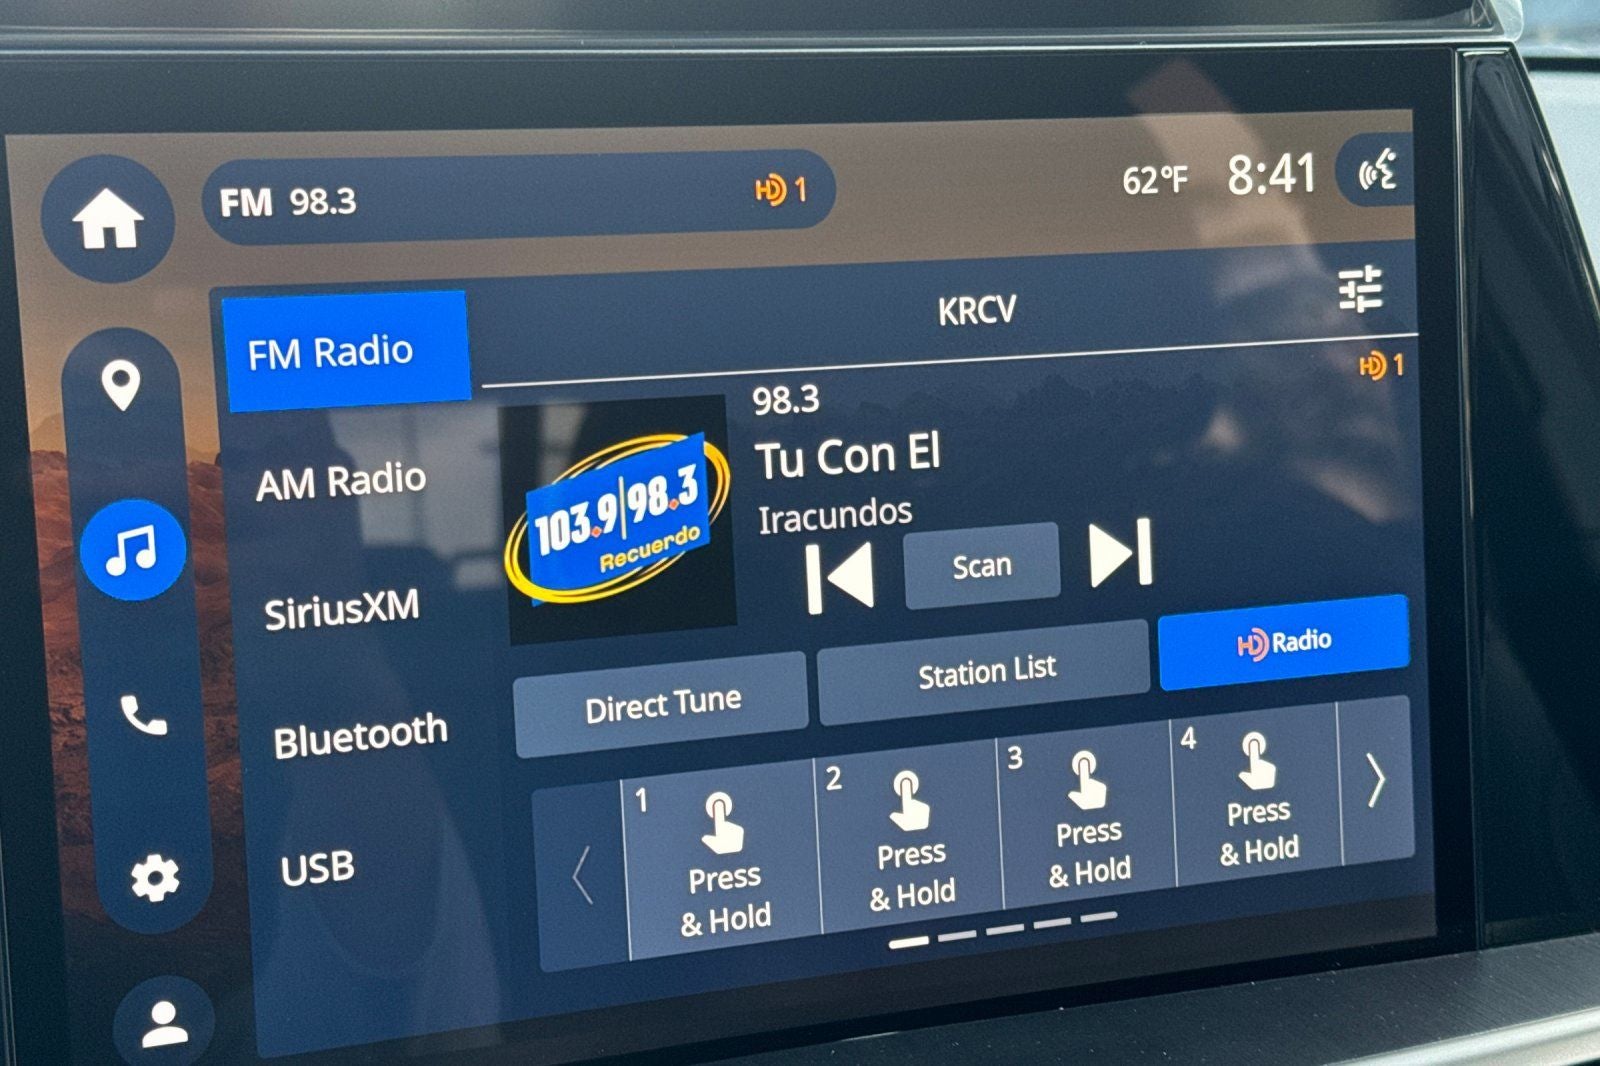 FM 98.3
HD 1
62°F 8:41
FM Radio
KRCV
HD 1
98.3
Tu Con El
Iracundos
103.9|98.3
Recuerdo
Scan
AM Radio
SiriusXM
Bluetooth
USB
Direct Tune
Station List
HD Radio
1
Press
& Hold
2
Press
& Hold
3
Press
& Hold
4
Press
& Hold